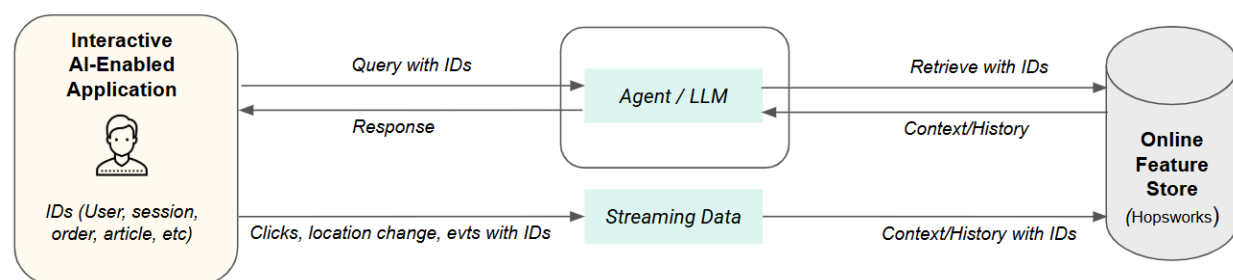 Interactive
AI-Enabled
Application
IDs (User, session,
order, article, etc)
Query with IDs
Response
Agent / LLM
Retrieve with IDs
Context/History
Clicks, location change, evts with IDs
Streaming Data
Context/History with IDs
Online
Feature
Store
(Hopsworks)